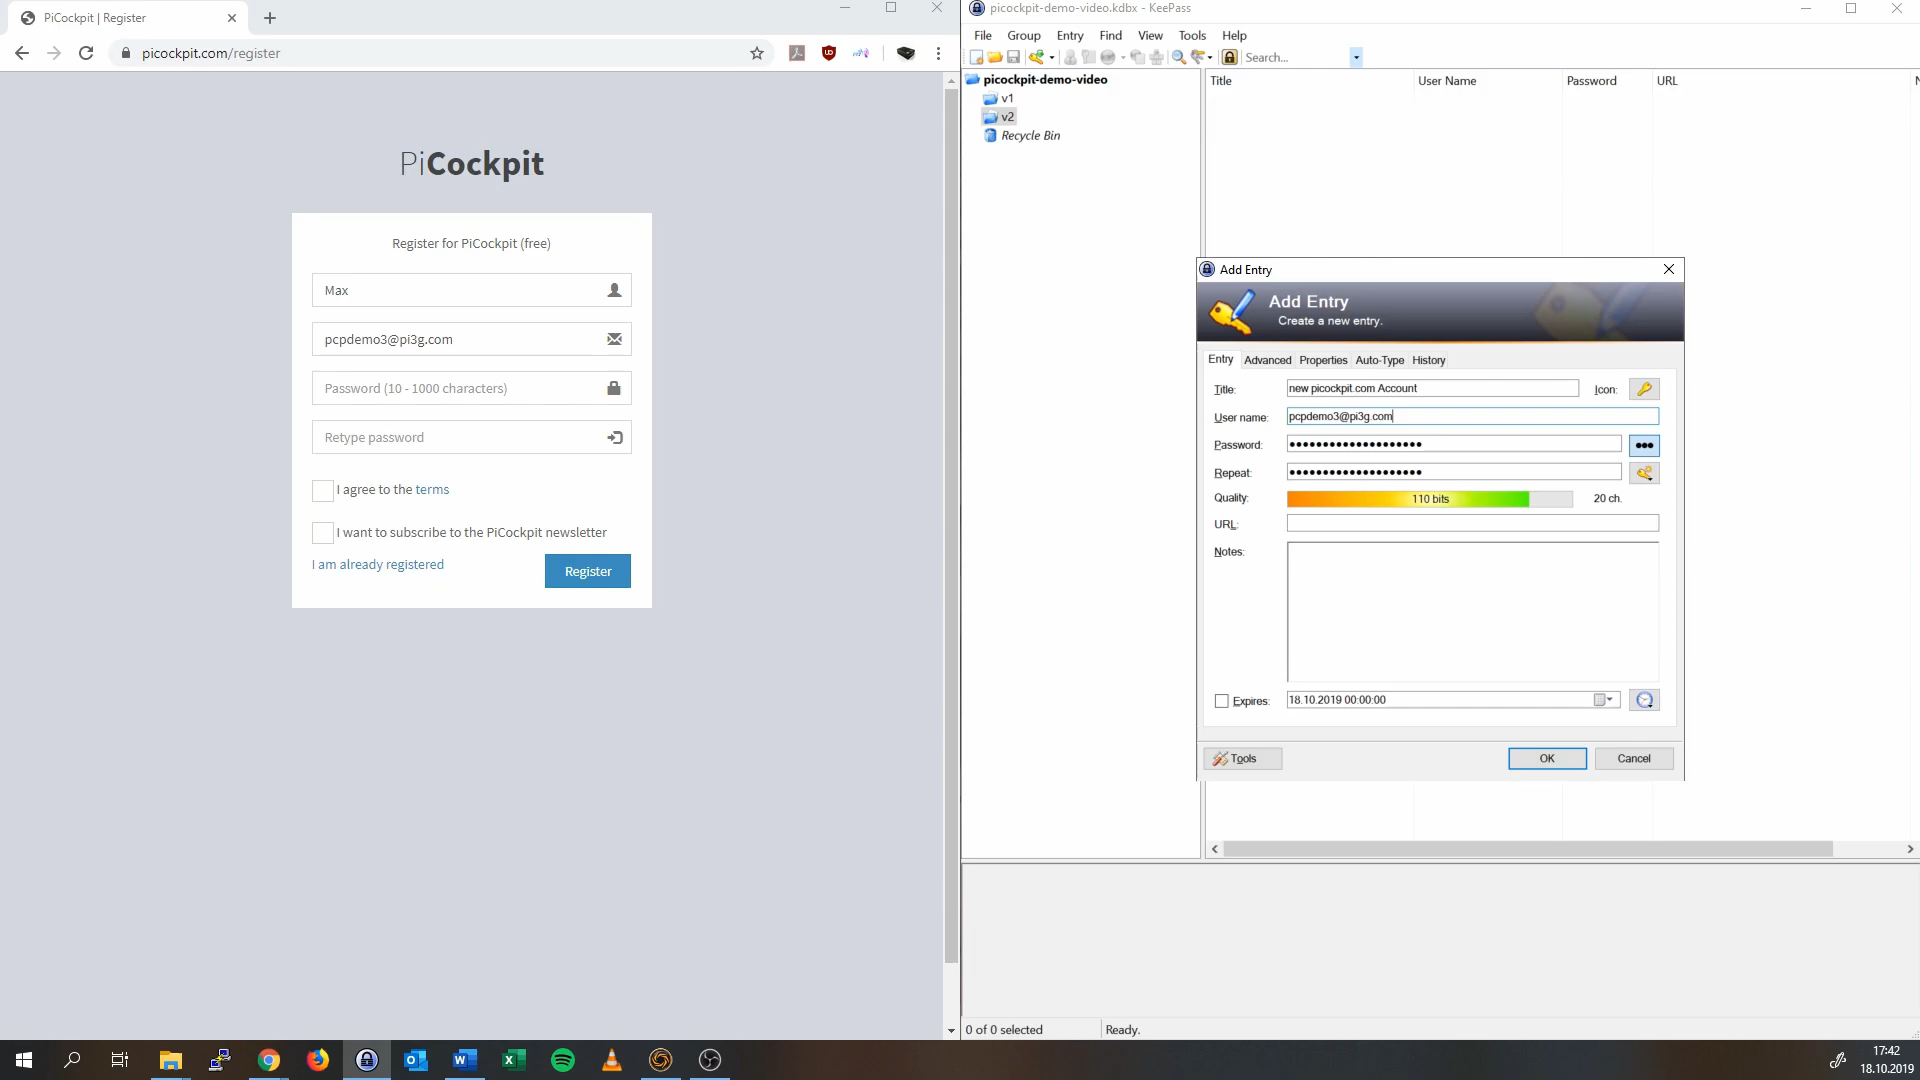 PiCockpit | Register
picockpit.com/register
PiCockpit
Register for PiCockpit (free)
Max
pcpdemo3@pi3g.com
Password (10 - 1000 characters)
Retype password
I agree to the terms
I want to subscribe to the PiCockpit newsletter
I am already registered
Register
picockpit-demo-video.kdbx - KeePass
File Group Entry Find View Tools Help
Search...
picockpit-demo-video
v1
v2
Recycle Bin
Title User Name Password URL N
Add Entry
Add Entry
Create a new entry.
Entry Advanced Properties Auto-Type History
Title: new picockpit.com Account Icon:
User name: pcpdemo3@pi3g.com
Password: ••••••••••••••••••••
Repeat: ••••••••••••••••••••
Quality: 110 bits 20 ch.
URL:
Notes:
Expires: 18.10.2019 00:00:00
Tools OK Cancel
0 of 0 selected Ready.
17:42
18.10.2019